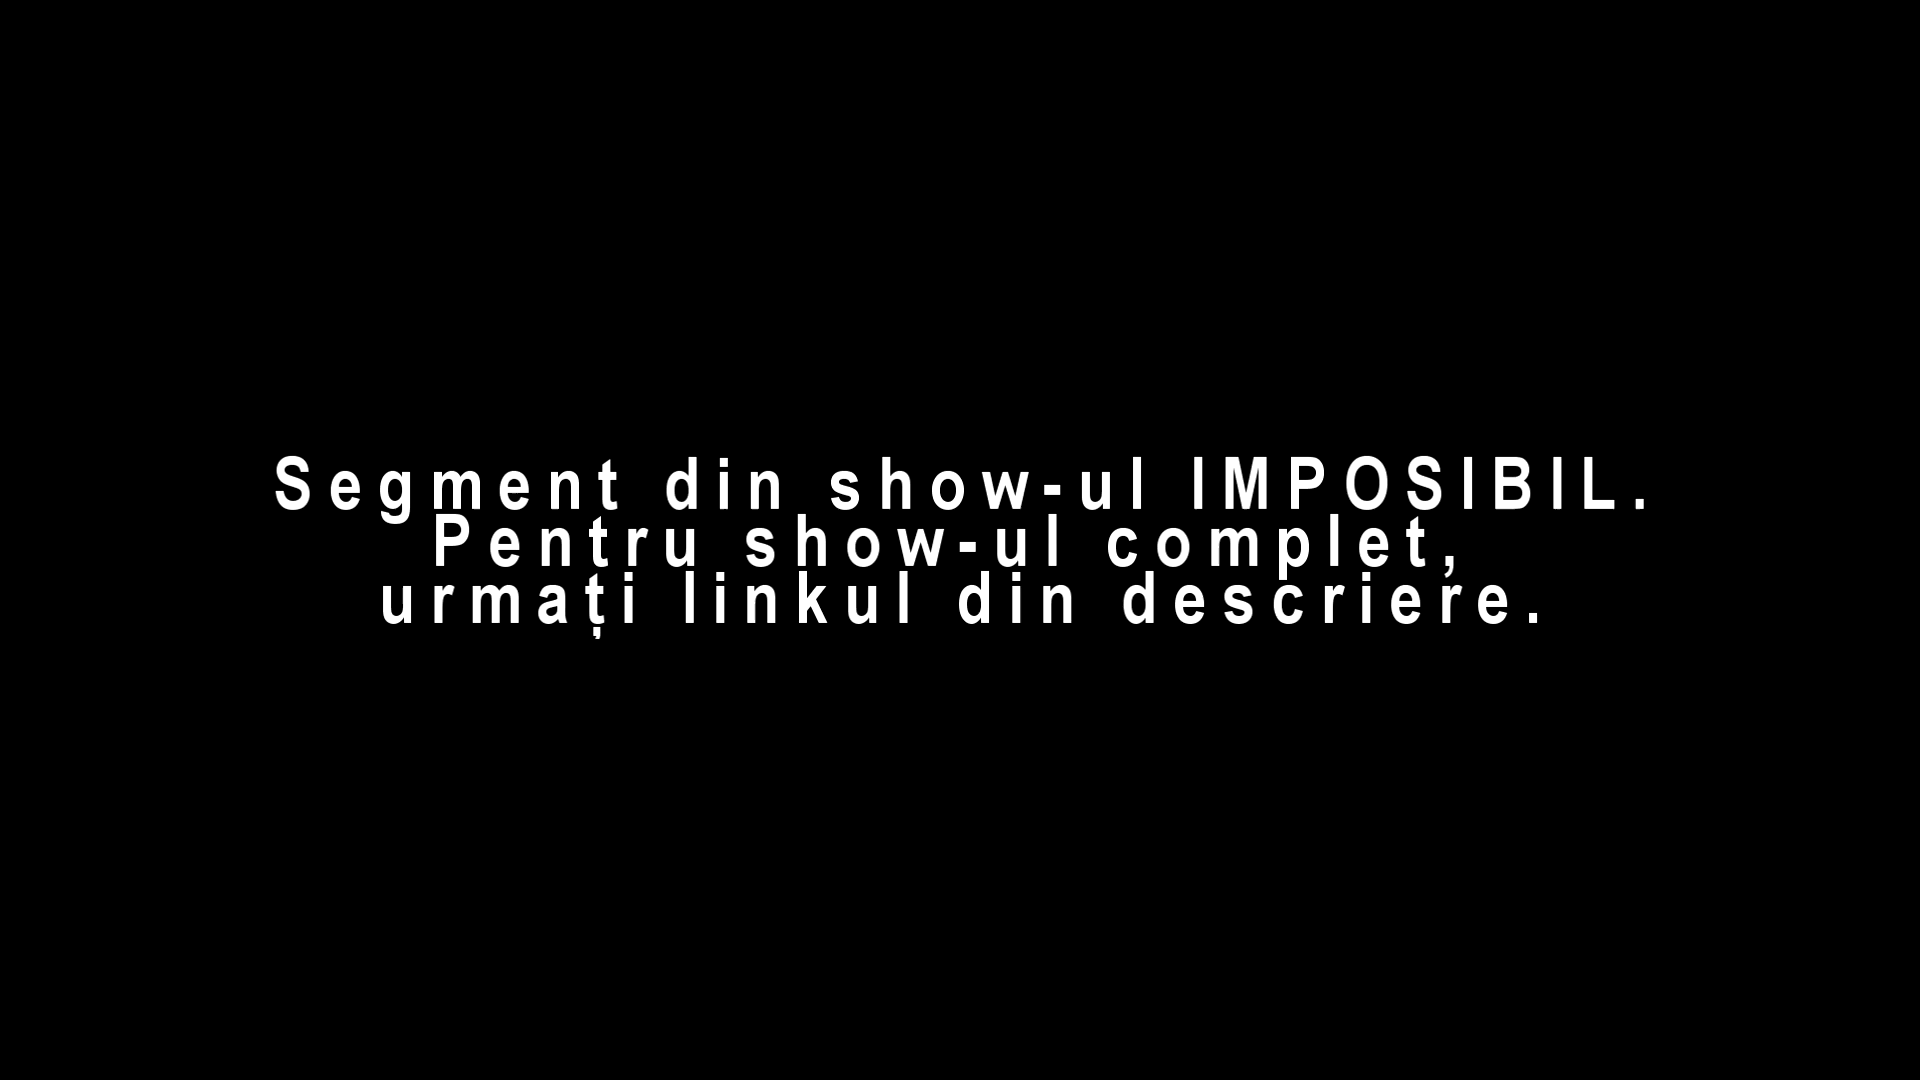 Segment din show-ul IMPOSIBIL.
Pentru show-ul complet,
urmați linkul din descriere.